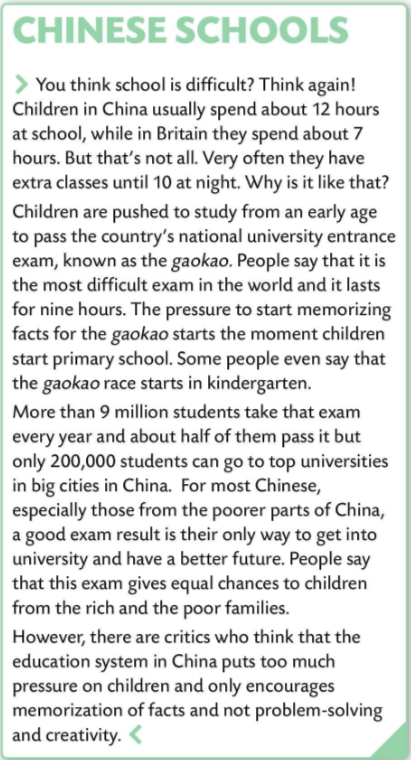 CHINESE SCHOOLS
You think school is difficult? Think again!
Children in China usually spend about 12 hours
at school, while in Britain they spend about 7
hours. But that's not all. Very often they have
extra classes until 10 at night. Why is it like that?
Children are pushed to study from an early age
to pass the country's national university entrance
exam, known as the gaokao. People say that it is
the most difficult exam in the world and it lasts
for nine hours. The pressure to start memorizing
facts for the gaokao starts the moment children
start primary school. Some people even say that
the gaokao race starts in kindergarten.
More than 9 million students take that exam
every year and about half of them pass it but
only 200,000 students can go to top universities
in big cities in China. For most Chinese,
especially those from the poorer parts of China,
a good exam result is their only way to get into
university and have a better future. People say
that this exam gives equal chances to children
from the rich and the poor families.
However, there are critics who think that the
education system in China puts too much
pressure on children and only encourages
memorization of facts and not problem-solving
and creativity.